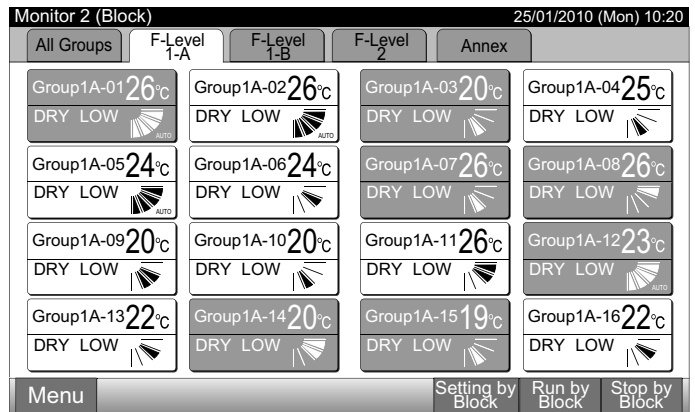 Monitor 2 (Block) 25/01/2010 (Mon) 10:20
All Groups F-Level 1-A F-Level 1-B F-Level 2 Annex
Group1A-01 26°C Group1A-02 26°C Group1A-03 20°C Group1A-04 25°C
DRY LOW AUTO DRY LOW AUTO DRY LOW DRY LOW
Group1A-05 24°C Group1A-06 24°C Group1A-07 26°C Group1A-08 26°C
DRY LOW AUTO DRY LOW DRY LOW DRY LOW
Group1A-09 20°C Group1A-10 20°C Group1A-11 26°C Group1A-12 23°C
DRY LOW DRY LOW DRY LOW DRY LOW AUTO
Group1A-13 22°C Group1A-14 20°C Group1A-15 19°C Group1A-16 22°C
DRY LOW DRY LOW DRY LOW DRY LOW
Menu Setting by Block Run by Block Stop by Block